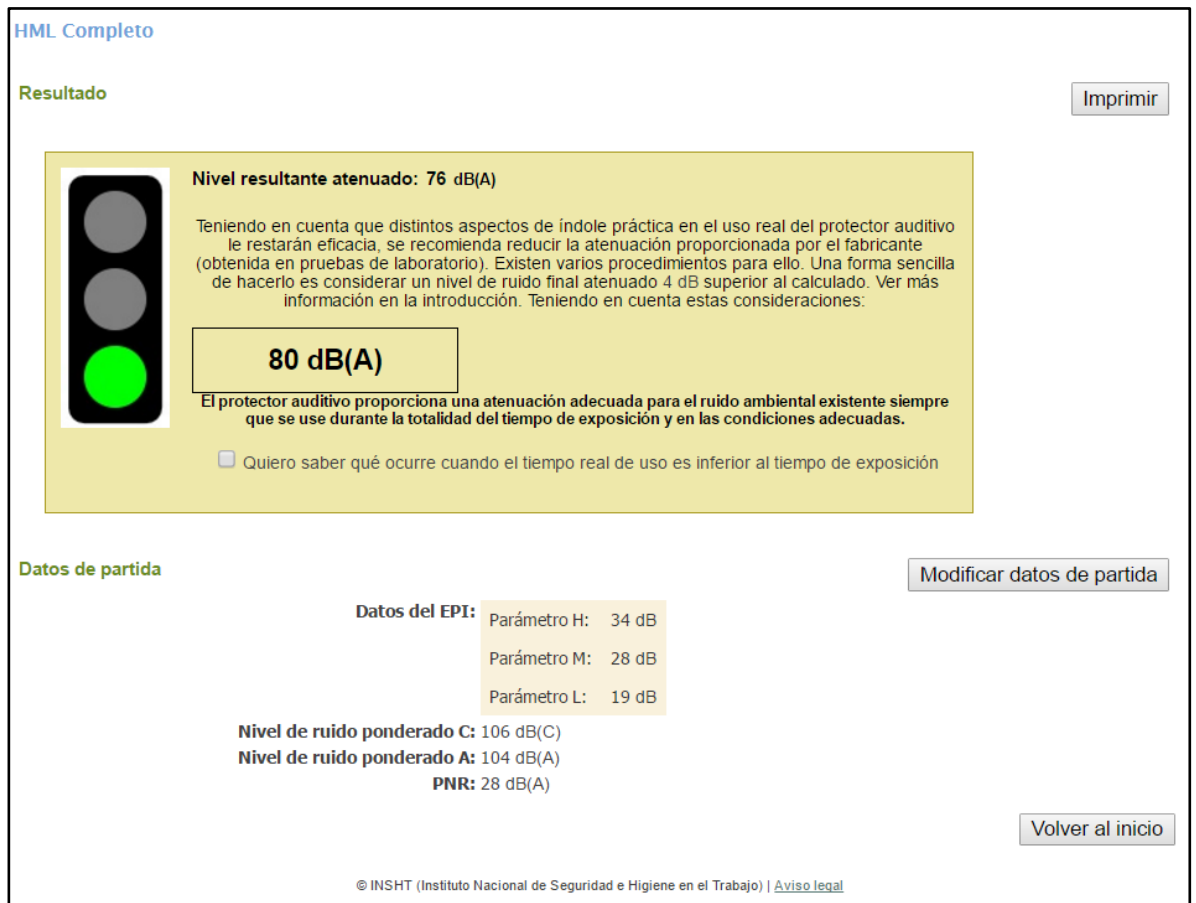 HML Completo
Resultado
Imprimir
Nivel resultante atenuado: 76 dB(A)
Teniendo en cuenta que distintos aspectos de índole práctica en el uso real del protector auditivo
le restarán eficacia, se recomienda reducir la atenuación proporcionada por el fabricante
(obtenida en pruebas de laboratorio). Existen varios procedimientos para ello. Una forma sencilla
de hacerlo es considerar un nivel de ruido final atenuado 4 dB superior al calculado. Ver más
información en la introducción. Teniendo en cuenta estas consideraciones:
80 dB(A)
El protector auditivo proporciona una atenuación adecuada para el ruido ambiental existente siempre
que se use durante la totalidad del tiempo de exposición y en las condiciones adecuadas.
Quiero saber qué ocurre cuando el tiempo real de uso es inferior al tiempo de exposición
Datos de partida
Modificar datos de partida
Datos del EPI:
Parámetro H: 34 dB
Parámetro M: 28 dB
Parámetro L: 19 dB
Nivel de ruido ponderado C: 106 dB(C)
Nivel de ruido ponderado A: 104 dB(A)
PNR: 28 dB(A)
Volver al inicio
© INSHT (Instituto Nacional de Seguridad e Higiene en el Trabajo) | Aviso legal